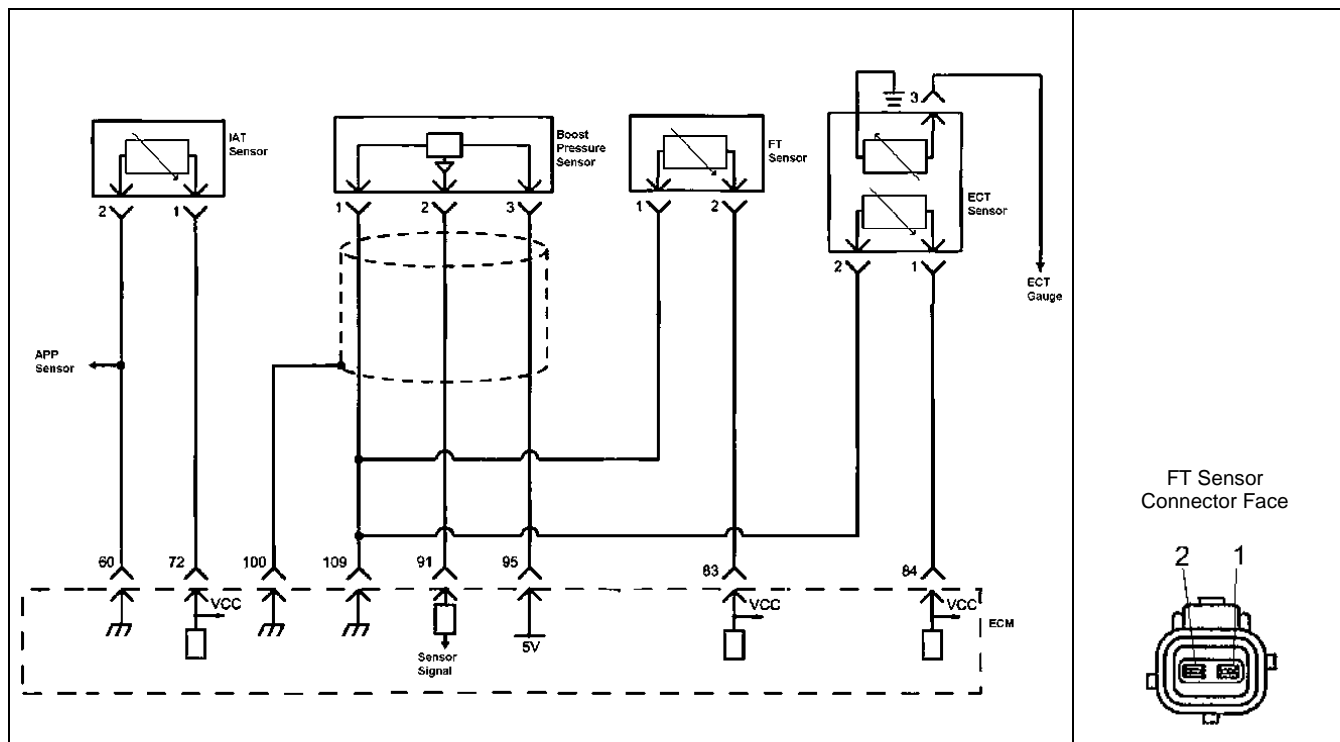 3
IAT
Sensor
Boost
Pressure
Sensor
FT
Sensor
ECT
Sensor
2 1
1 2 3
1 2
2 1
ECT
Gauge
APP
Sensor
60 72 100 109 91 95 83 84
VCC VCC VCC
ECM
5V
Sensor
Signal
FT Sensor
Connector Face
2 1